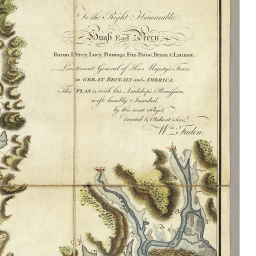 To the Right Honourable
Hugh Earl Percy,
Baron Percy, Lucy, Poinings, Fitz-Payne, Bryan & Latimer;
Lieutenant General of His Majesty's Forces
in GREAT BRITAIN and AMERICA.
This PLAN is with his Lordship's Permission,
most humbly Inscribed,
by his most obliged
devoted & Obedient Servt.
Wm. Faden.